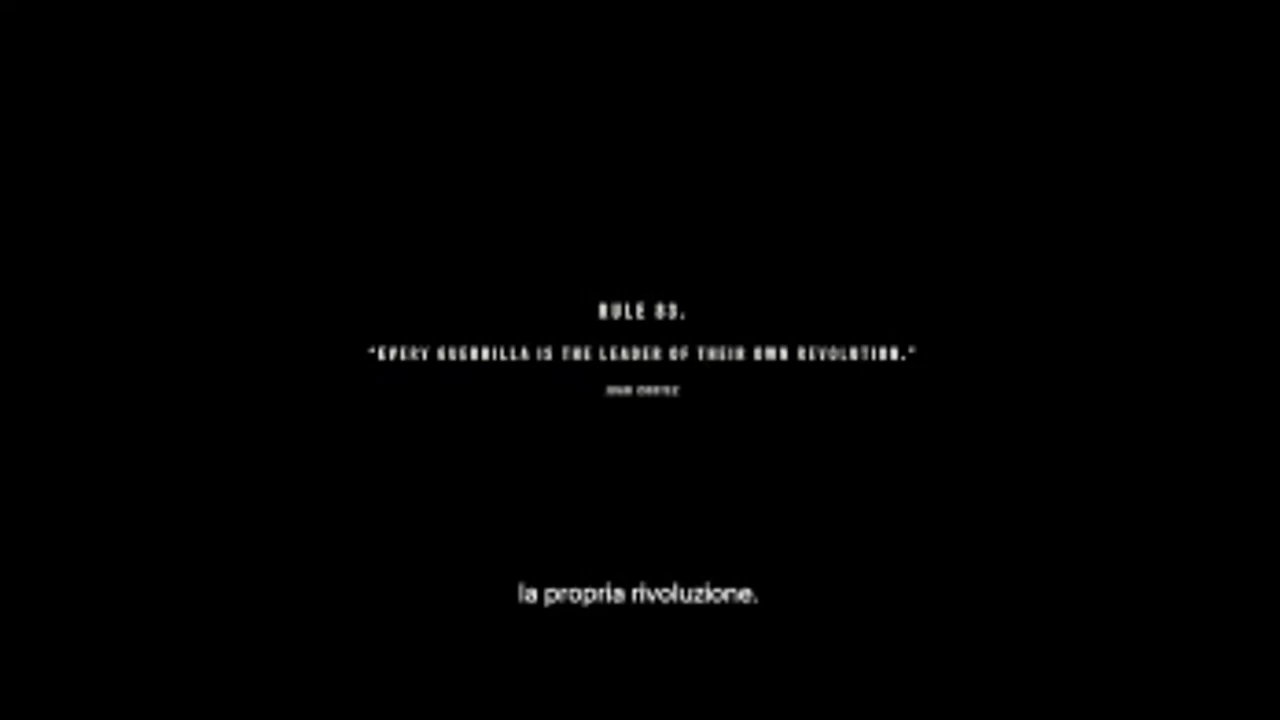 RULE 83.
"EVERY GUERRILLA IS THE LEADER OF THEIR OWN REVOLUTION."
la propria rivoluzione.